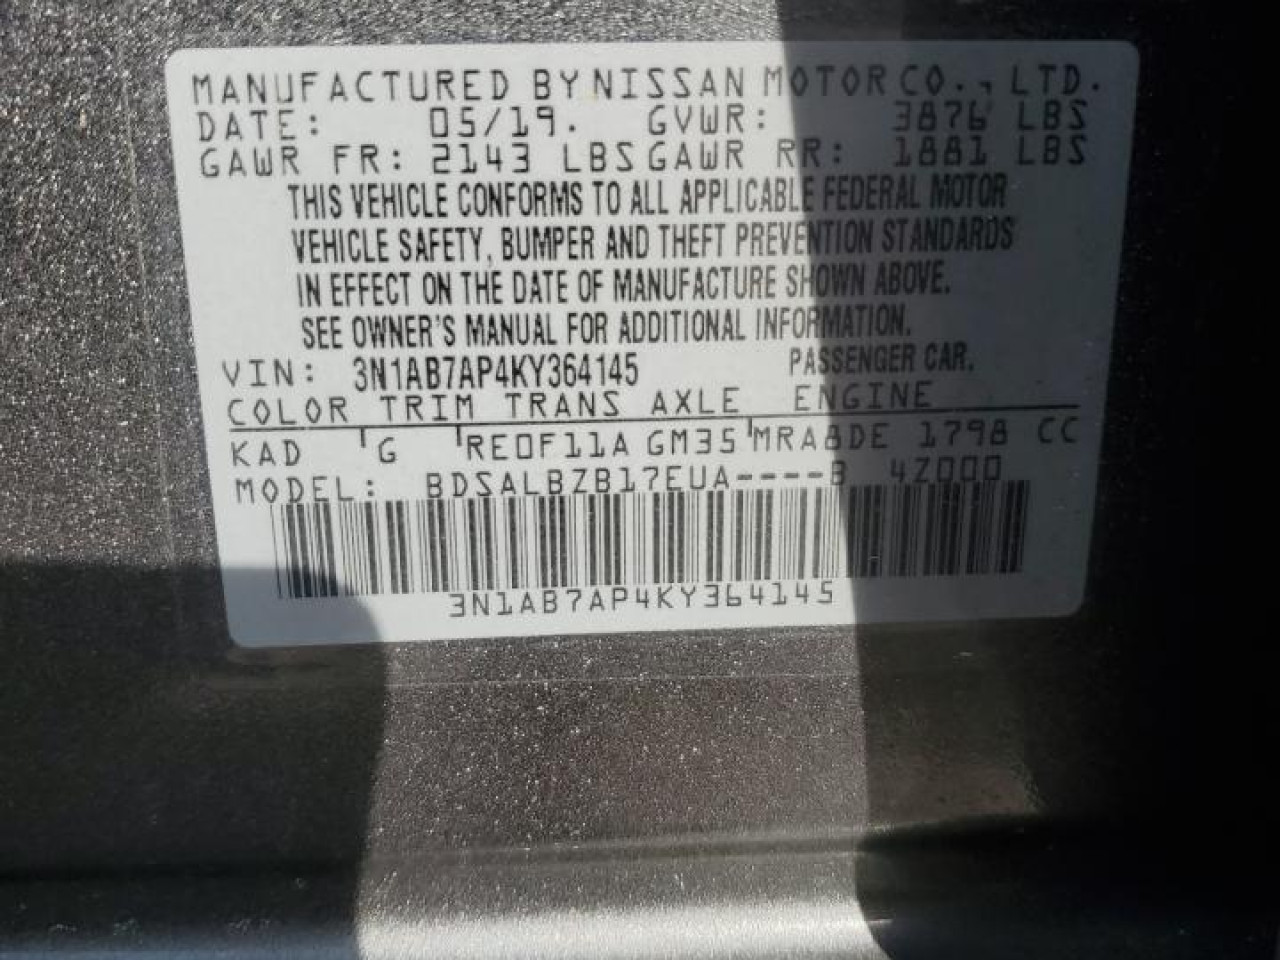 MANUFACTURED BY NISSAN MOTOR CO., LTD.
DATE: 05/19. GVWR: 3876 LBS
GAWR FR: 2143 LBS GAWR RR: 1881 LBS
THIS VEHICLE CONFORMS TO ALL APPLICABLE FEDERAL MOTOR
VEHICLE SAFETY, BUMPER AND THEFT PREVENTION STANDARDS
IN EFFECT ON THE DATE OF MANUFACTURE SHOWN ABOVE.
SEE OWNER'S MANUAL FOR ADDITIONAL INFORMATION.
VIN: 3N1AB7AP4KY364145 PASSENGER CAR.
COLOR TRIM TRANS AXLE ENGINE
KAD G RE0F11A GM35 MRA8DE 1798 CC
MODEL: BDSALBZB17EUA----B 4Z000
3N1AB7AP4KY364145